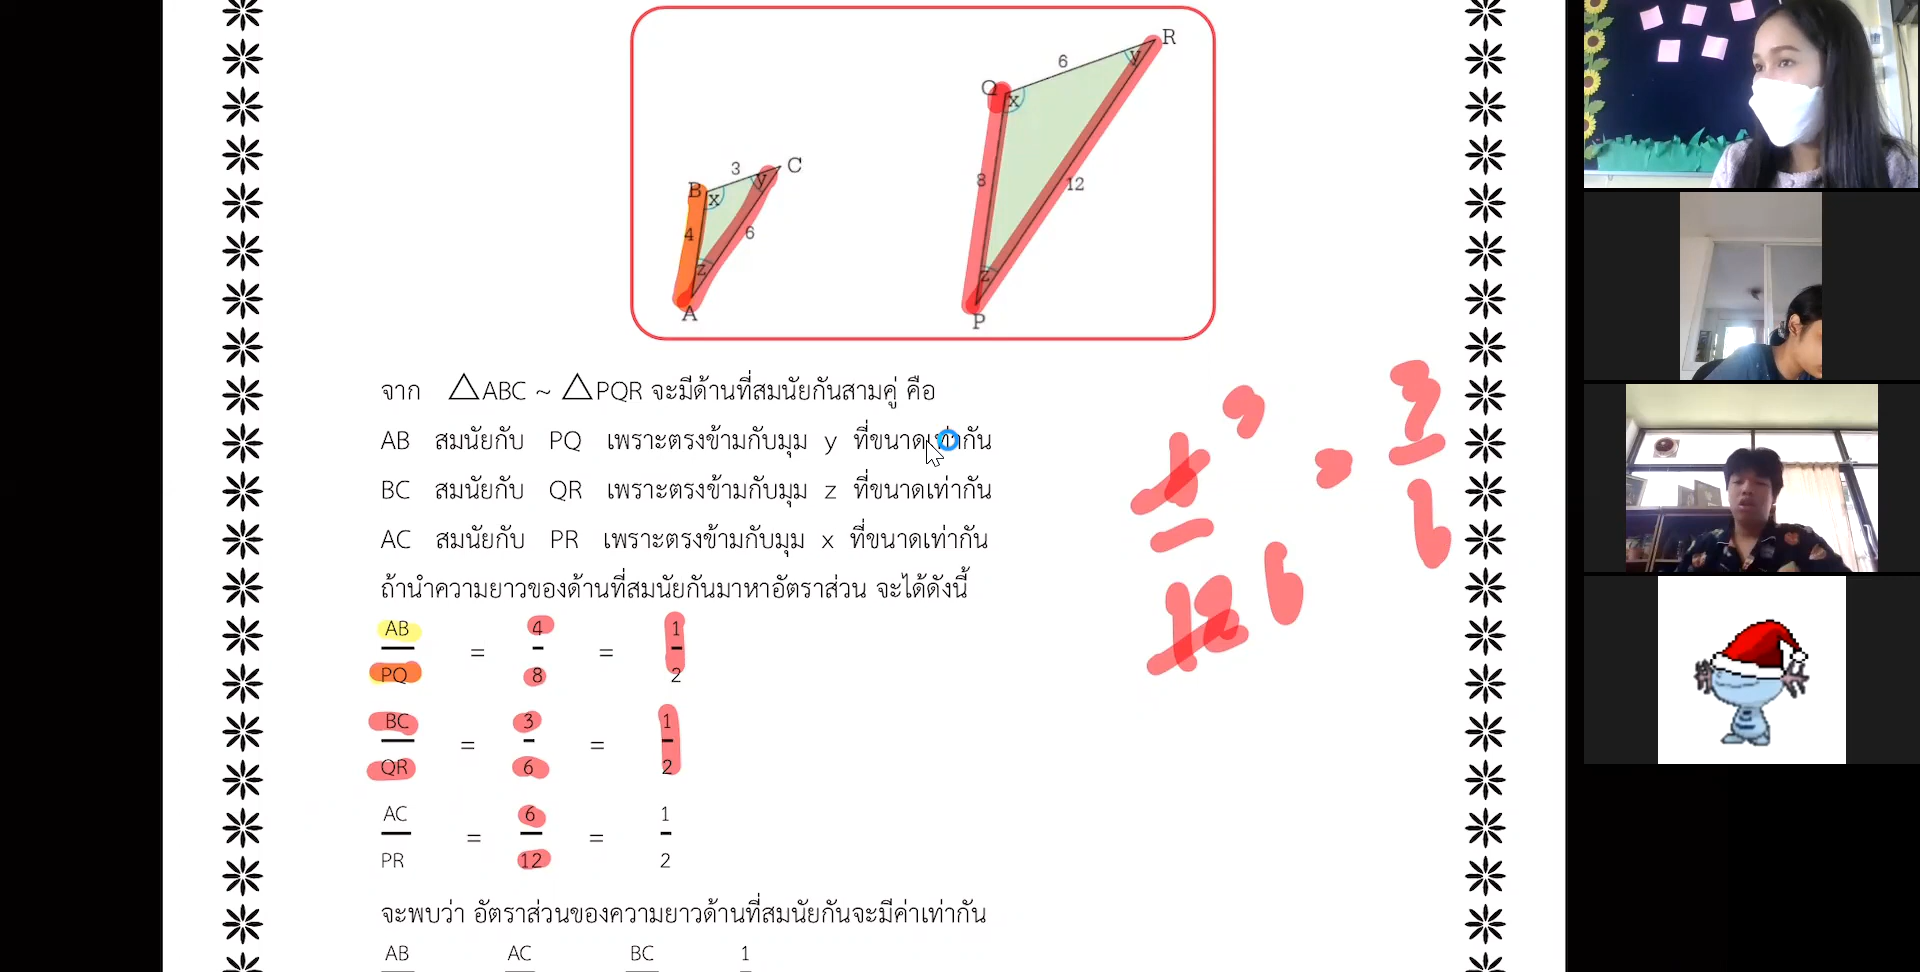 R
6
Q
x
y
3
C
B
x
y
8
12
4
6
z
z
A
P
จาก △ABC ~ △PQR จะมีด้านที่สมนัยกันสามคู่ คือ
AB สมนัยกับ PQ เพราะตรงข้ามกับมุม y ที่ขนาดเท่ากัน
BC สมนัยกับ QR เพราะตรงข้ามกับมุม z ที่ขนาดเท่ากัน
AC สมนัยกับ PR เพราะตรงข้ามกับมุม x ที่ขนาดเท่ากัน
ถ้านำความยาวของด้านที่สมนัยกันมาหาอัตราส่วน จะได้ดังนี้
AB 4 1
= =
PQ 8 2
BC 3 1
= =
QR 6 2
AC 6 1
= =
PR 12 2
จะพบว่า อัตราส่วนของความยาวด้านที่สมนัยกันจะมีค่าเท่ากัน
AB AC BC 1
3
6
12 6